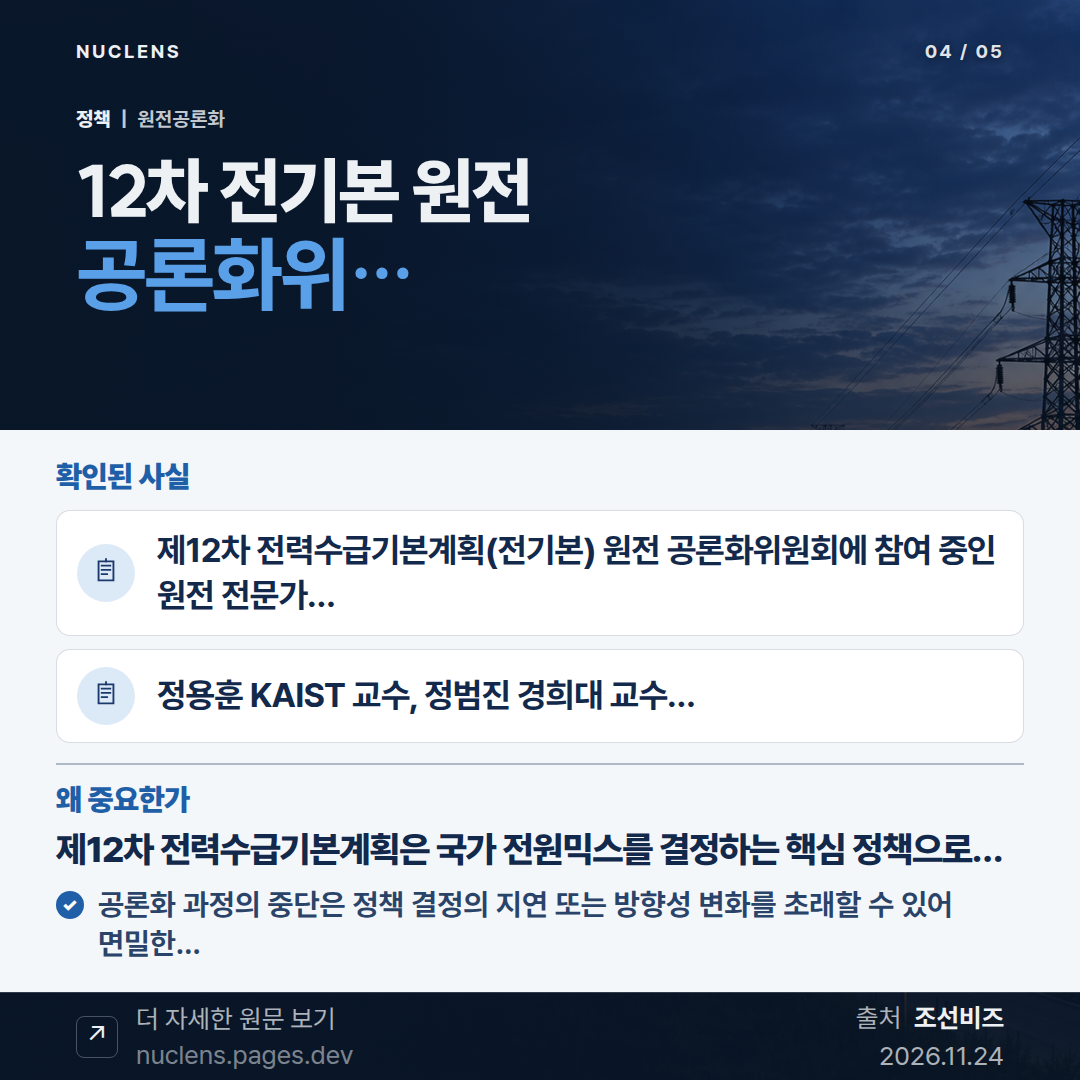 NUCLENS
04 / 05
정책 | 원전공론화
12차 전기본 원전
공론화위…
확인된 사실
제12차 전력수급기본계획(전기본) 원전 공론화위원회에 참여 중인
원전 전문가...
정용훈 KAIST 교수, 정범진 경희대 교수...
왜 중요한가
제12차 전력수급기본계획은 국가 전원믹스를 결정하는 핵심 정책으로...
공론화 과정의 중단은 정책 결정의 지연 또는 방향성 변화를 초래할 수 있어
면밀한...
더 자세한 원문 보기
nuclens.pages.dev
출처 조선비즈
2026.11.24